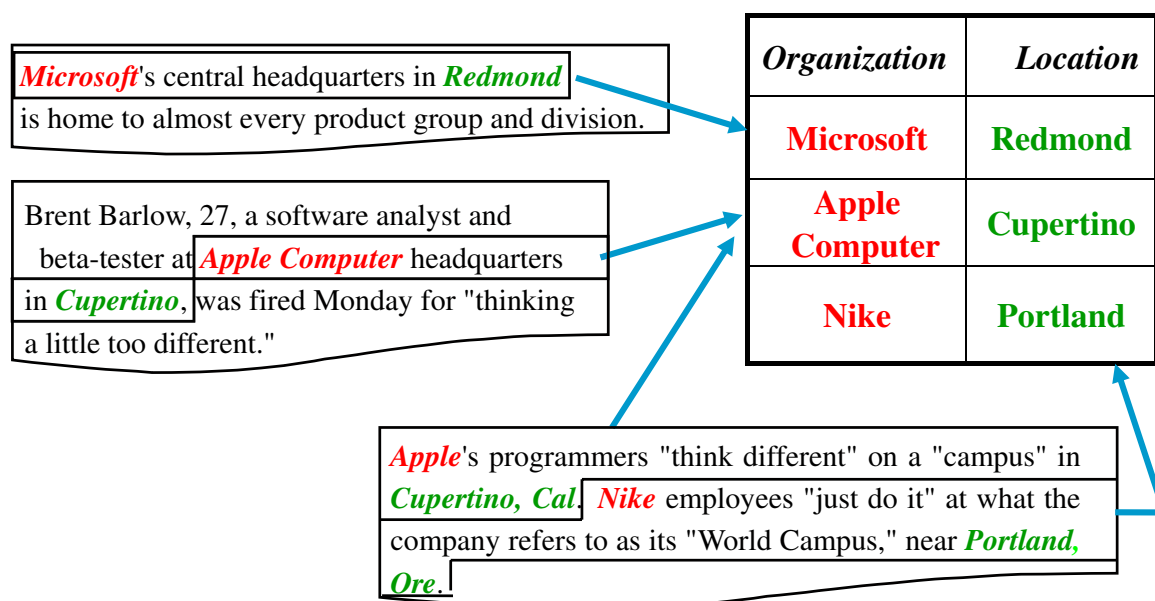 Microsoft's central headquarters in Redmond
is home to almost every product group and division.
Brent Barlow, 27, a software analyst and
beta-tester at Apple Computer headquarters
in Cupertino, was fired Monday for "thinking
a little too different."
Organization Location
Microsoft Redmond
Apple
Computer Cupertino
Nike Portland
Apple's programmers "think different" on a "campus" in
Cupertino, Cal. Nike employees "just do it" at what the
company refers to as its "World Campus," near Portland,
Ore.